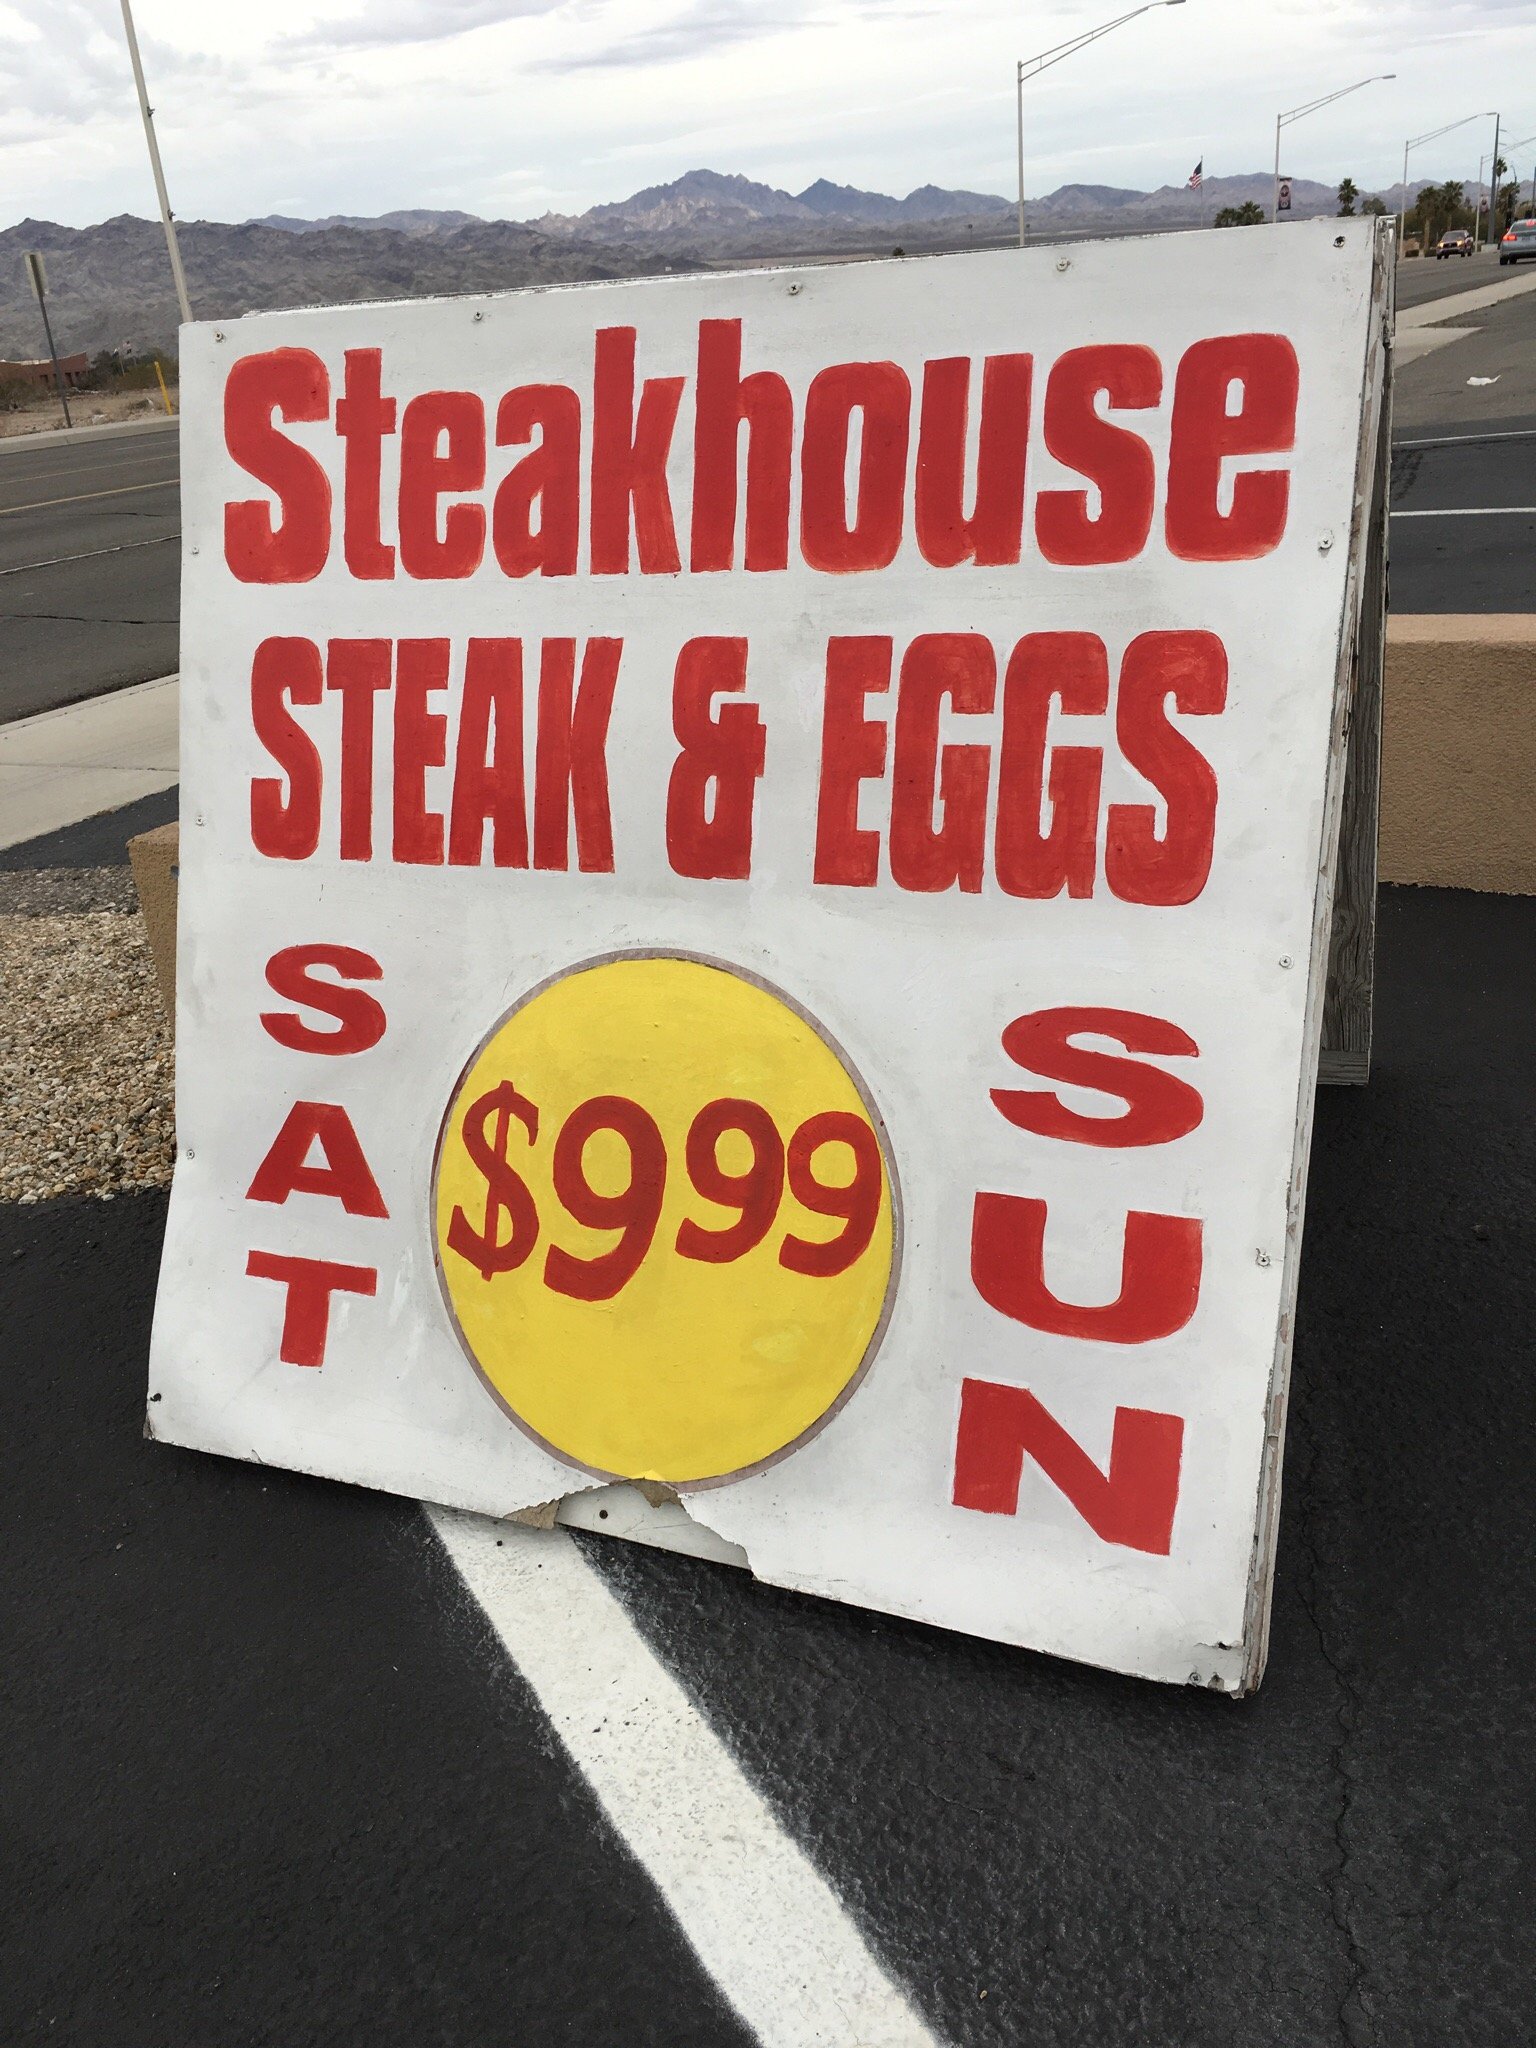 Steakhouse
STEAK & EGGS
SAT
$999
SUN